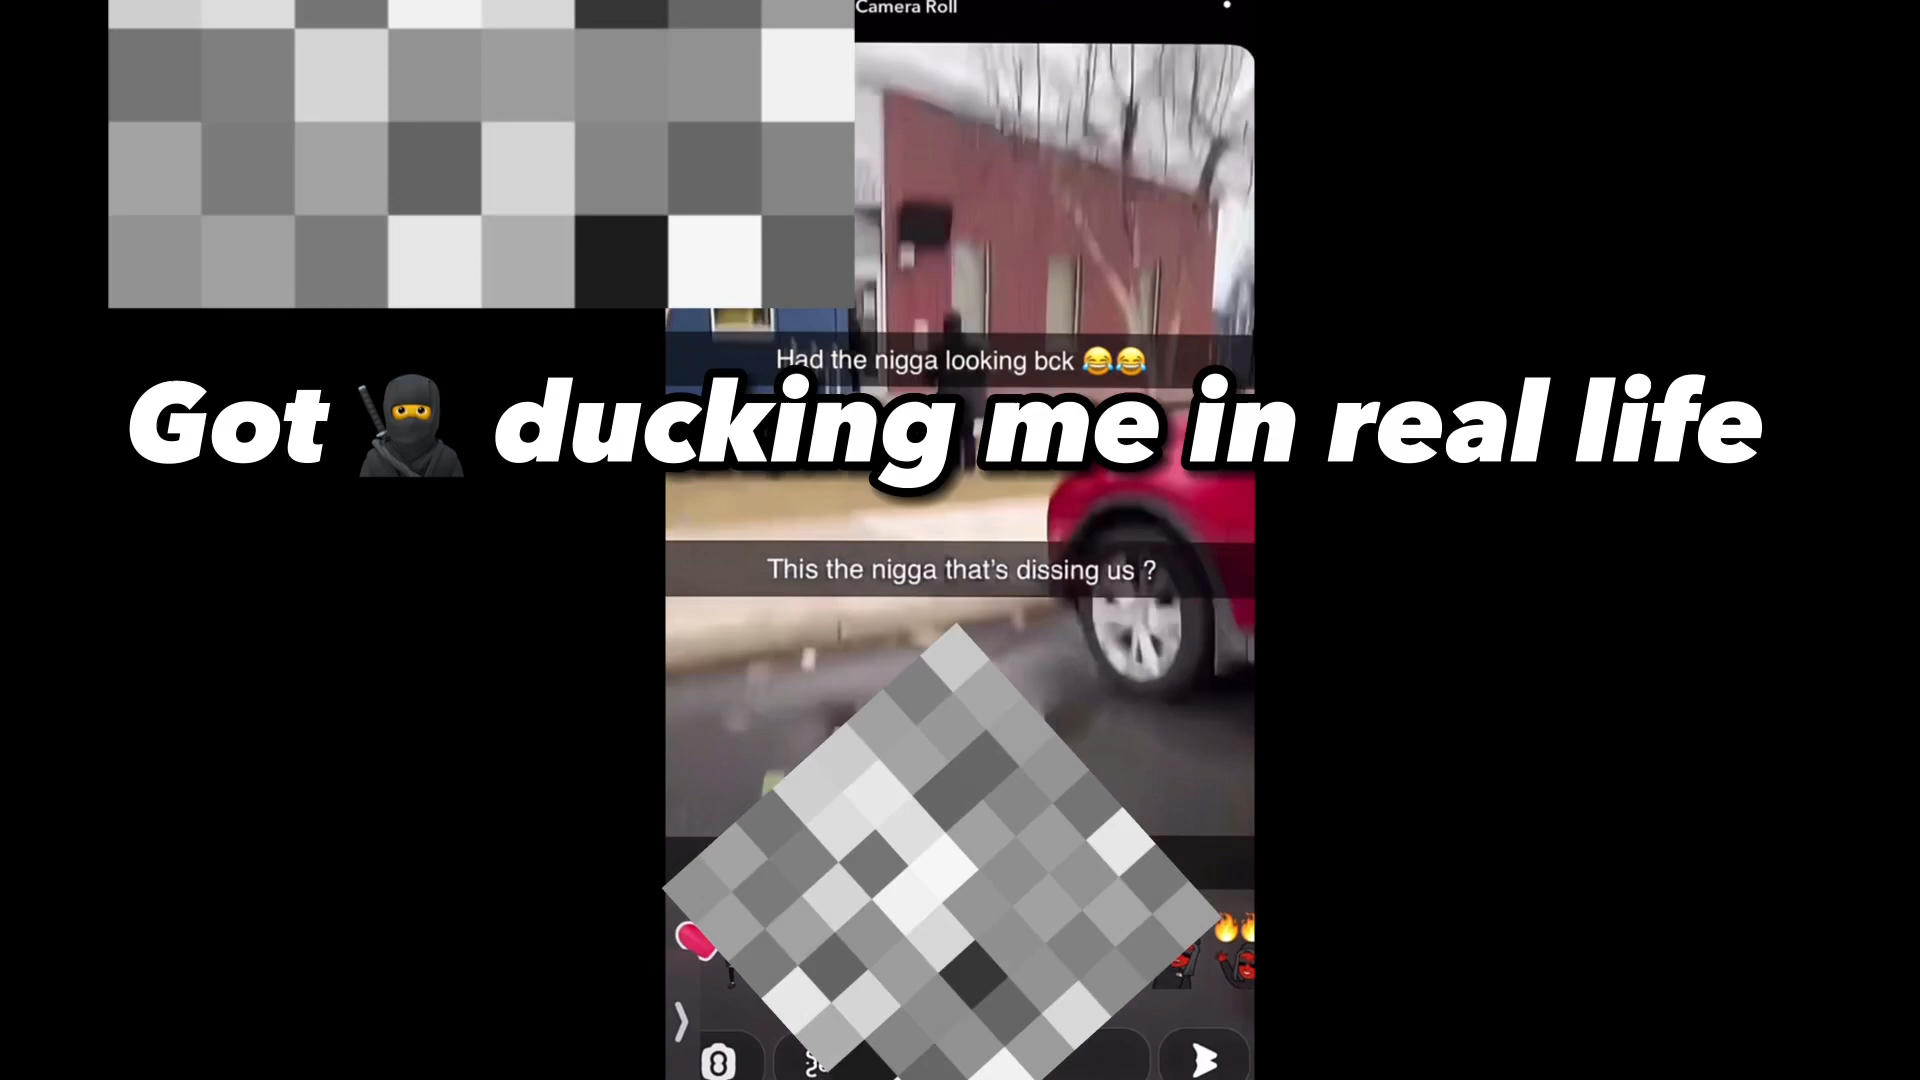 Camera Roll
Had the nigga looking bck 😂😂
Got 🥷 ducking me in real life
This the nigga that's dissing us ?